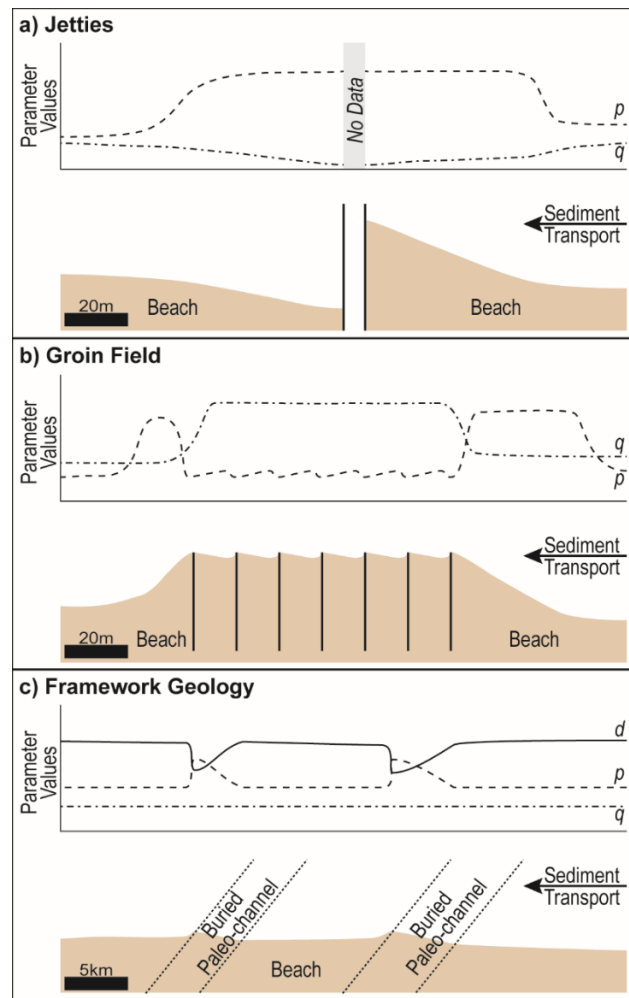 a) Jetties
Parameter
Values
No Data
p
q
Sediment
Transport
Beach
Beach
20m
b) Groin Field
Parameter
Values
q
p
Sediment
Transport
Beach
Beach
20m
c) Framework Geology
Parameter
Values
d
p
q
Sediment
Transport
Buried
Paleo-channel
Buried
Paleo-channel
Beach
5km